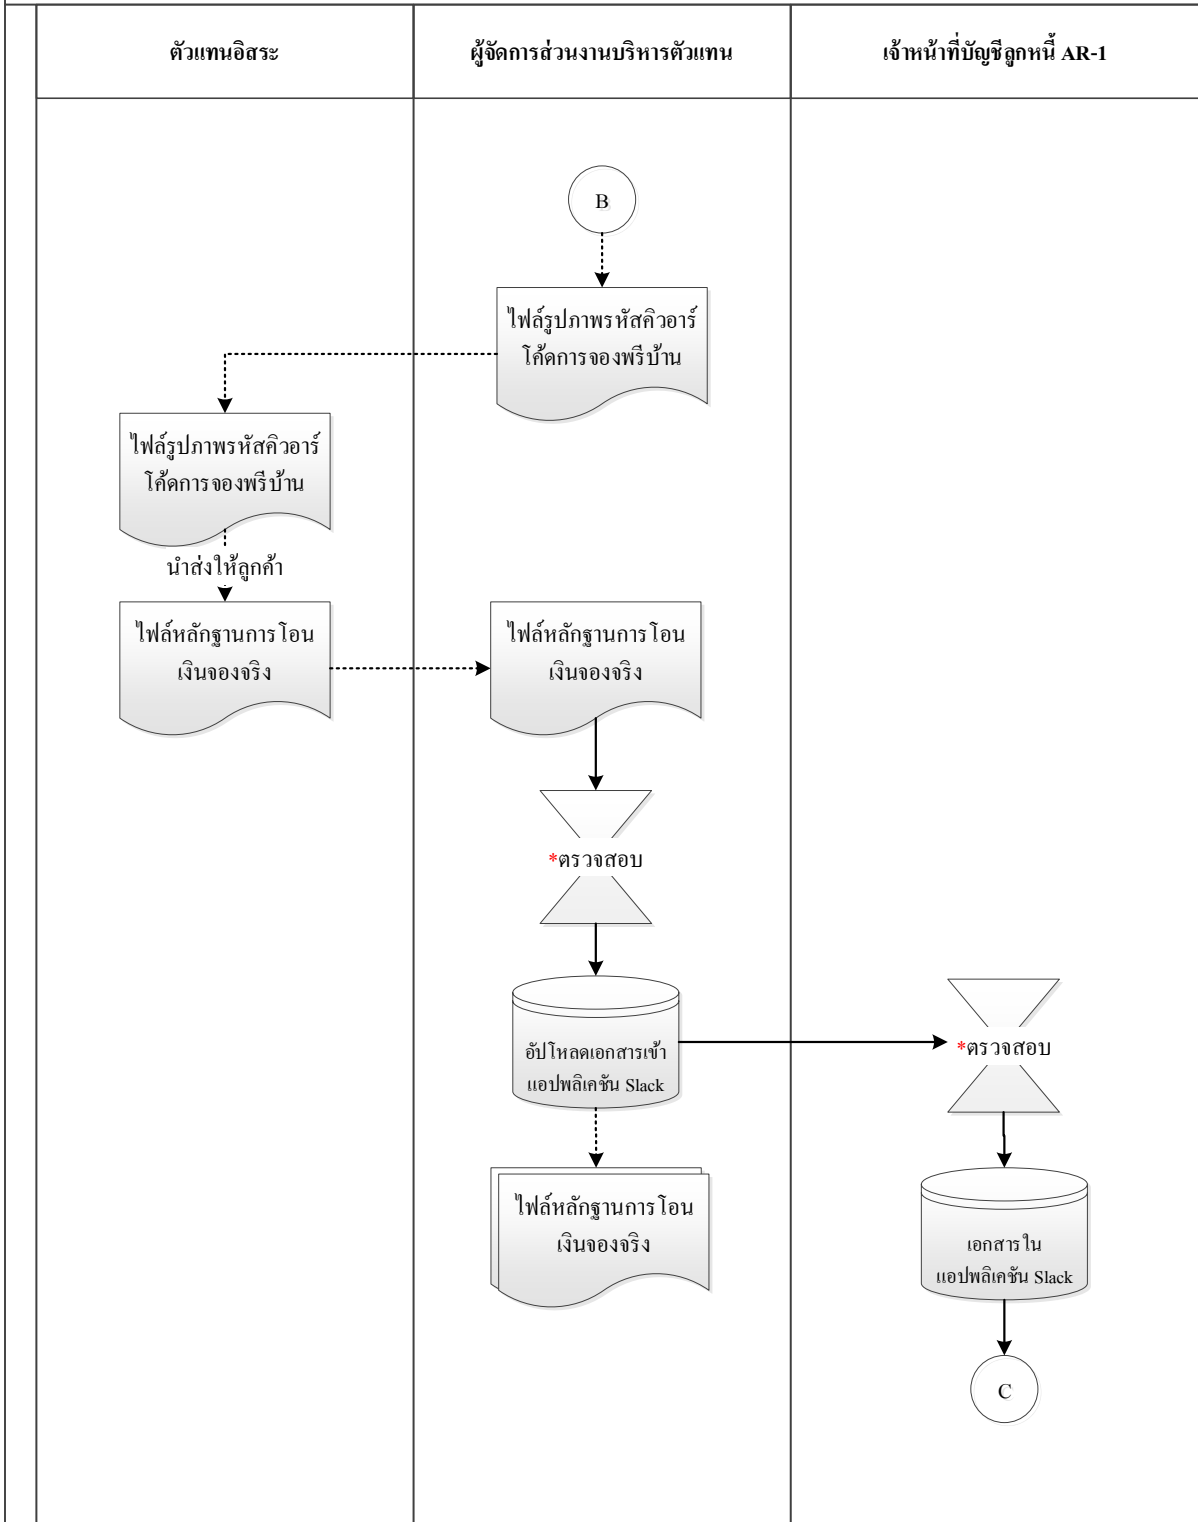 ตัวแทนอิสระ
ผู้จัดการส่วนงานบริหารตัวแทน
เจ้าหน้าที่บัญชีลูกหนี้ AR-1
B
ไฟล์รูปภาพรหัสคิวอาร์
โค้ดการจองพรีบ้าน
ไฟล์รูปภาพรหัสคิวอาร์
โค้ดการจองพรีบ้าน
นำส่งให้ลูกค้า
ไฟล์หลักฐานการโอน
เงินจองจริง
ไฟล์หลักฐานการโอน
เงินจองจริง
*ตรวจสอบ
อัปโหลดเอกสารเข้า
แอปพลิเคชัน Slack
*ตรวจสอบ
ไฟล์หลักฐานการโอน
เงินจองจริง
เอกสารใน
แอปพลิเคชัน Slack
C